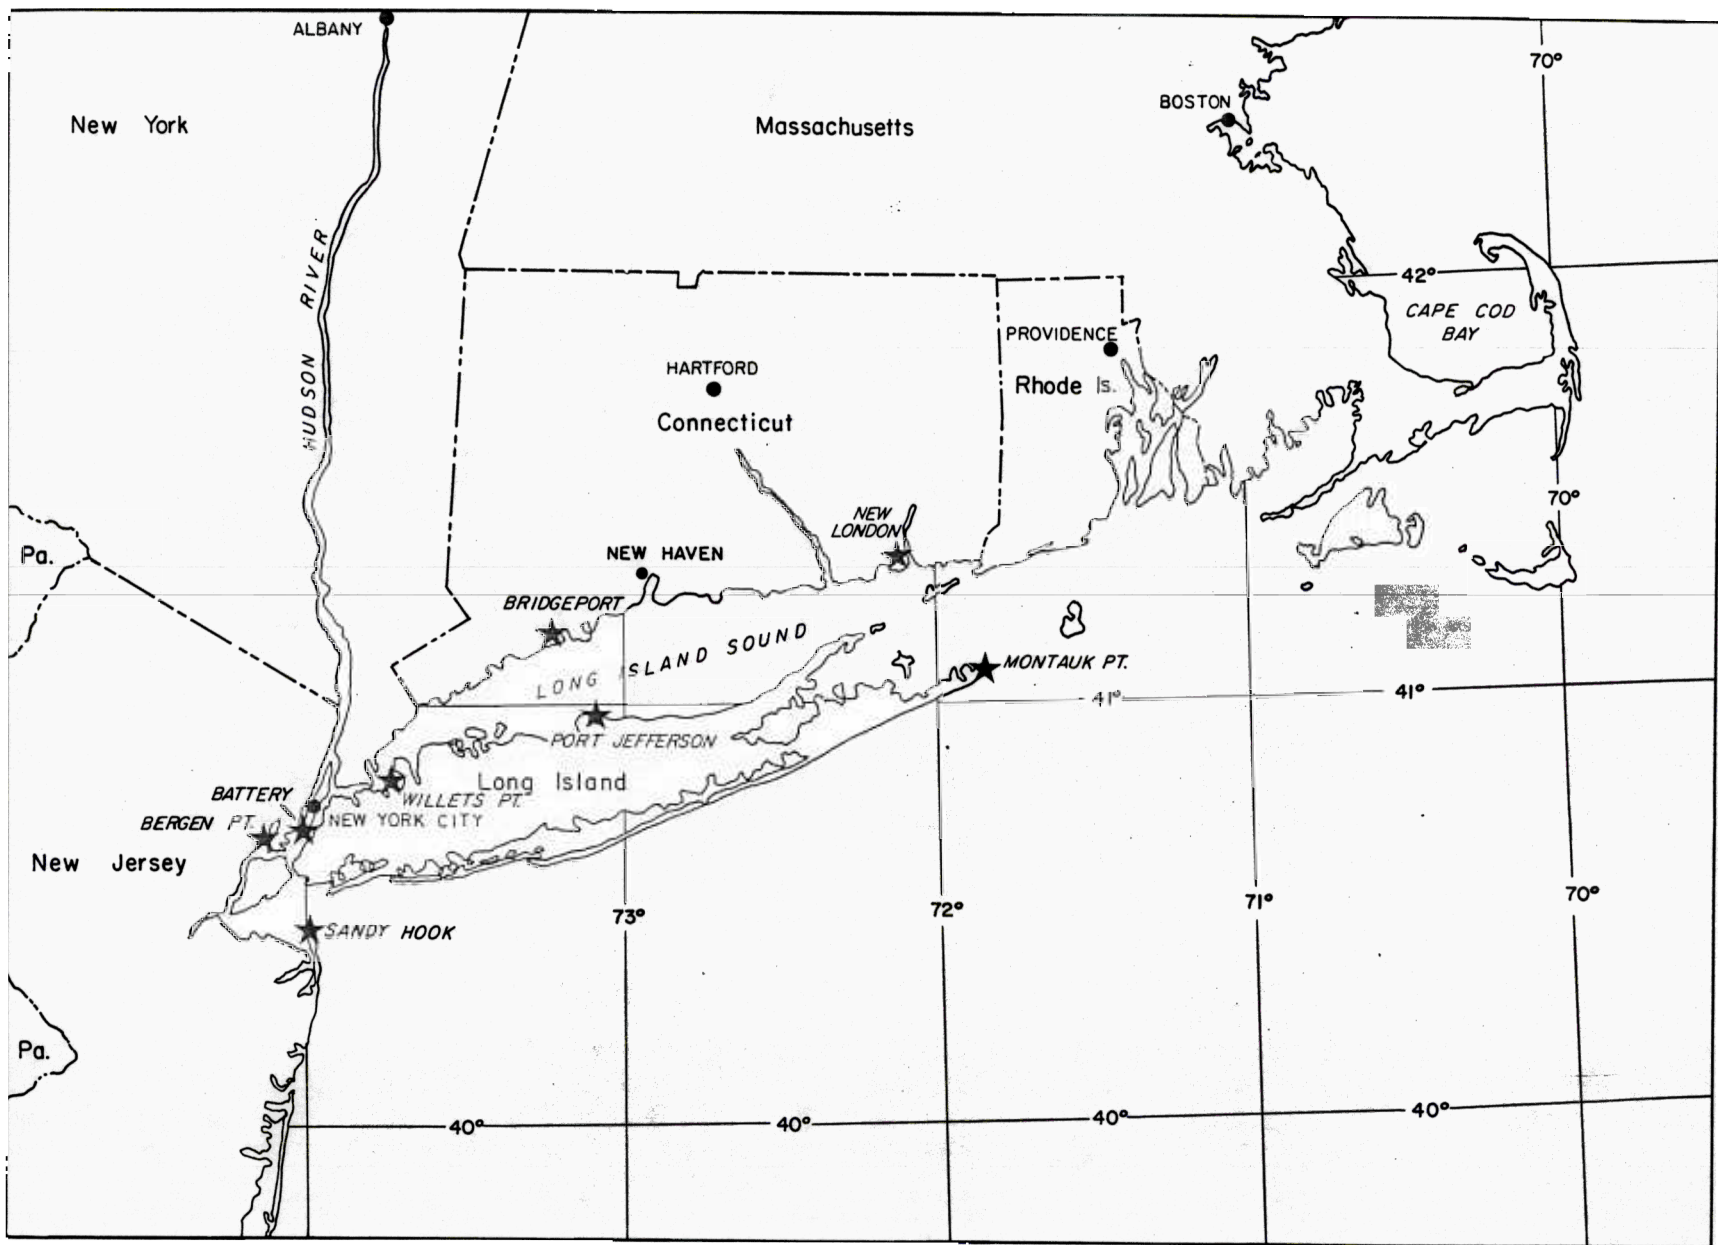 ALBANY
70°
New York
Massachusetts
BOSTON
HUDSON RIVER
42°
CAPE COD
BAY
PROVIDENCE
Rhode Is.
HARTFORD
Connecticut
70°
NEW
LONDON
Pa.
NEW HAVEN
BRIDGEPORT
LONG ISLAND SOUND
MONTAUK PT.
41°
41°
PORT JEFFERSON
Long Island
BATTERY
WILLETS PT.
BERGEN PT.
NEW YORK CITY
New Jersey
73°
72°
71°
70°
SANDY HOOK
Pa.
40°
40°
40°
40°